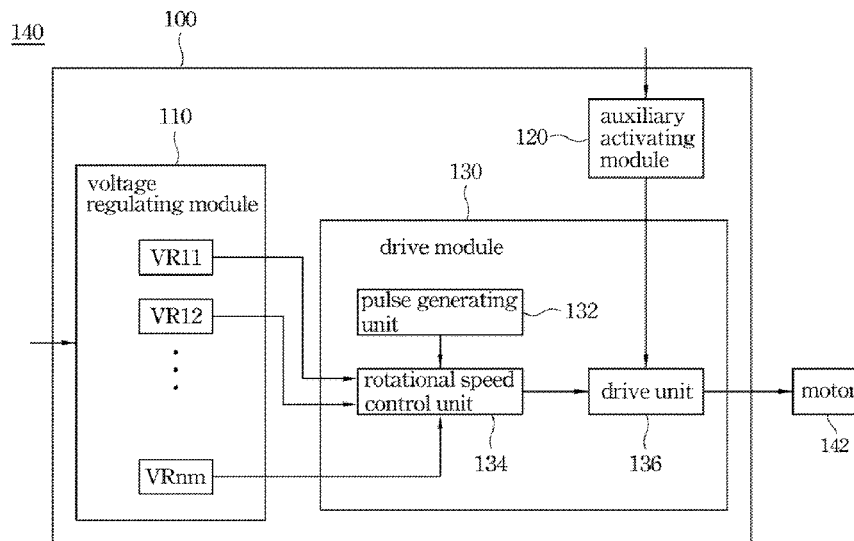 140
100
110
voltage
regulating module
VR11
VR12
VRnm
120
auxiliary
activating
module
130
drive module
pulse generating
unit
132
rotational speed
control unit
134
drive unit
136
motor
142